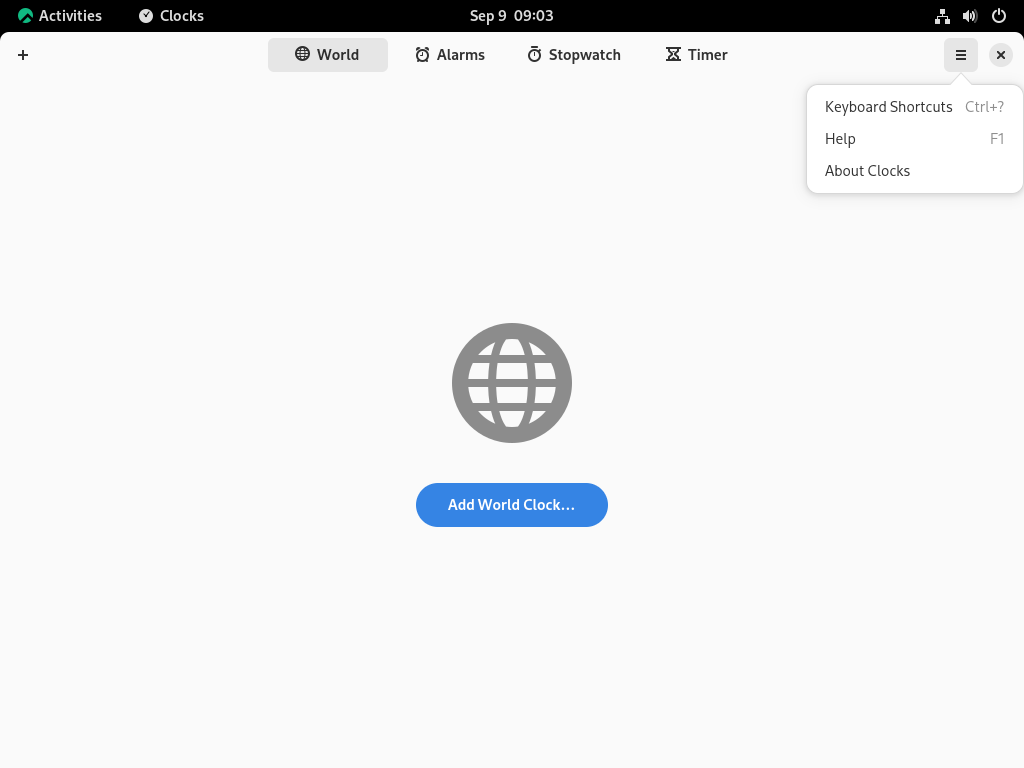 Activities Clocks Sep 9 09:03
World Alarms Stopwatch Timer
Keyboard Shortcuts Ctrl+?
Help F1
About Clocks
Add World Clock…